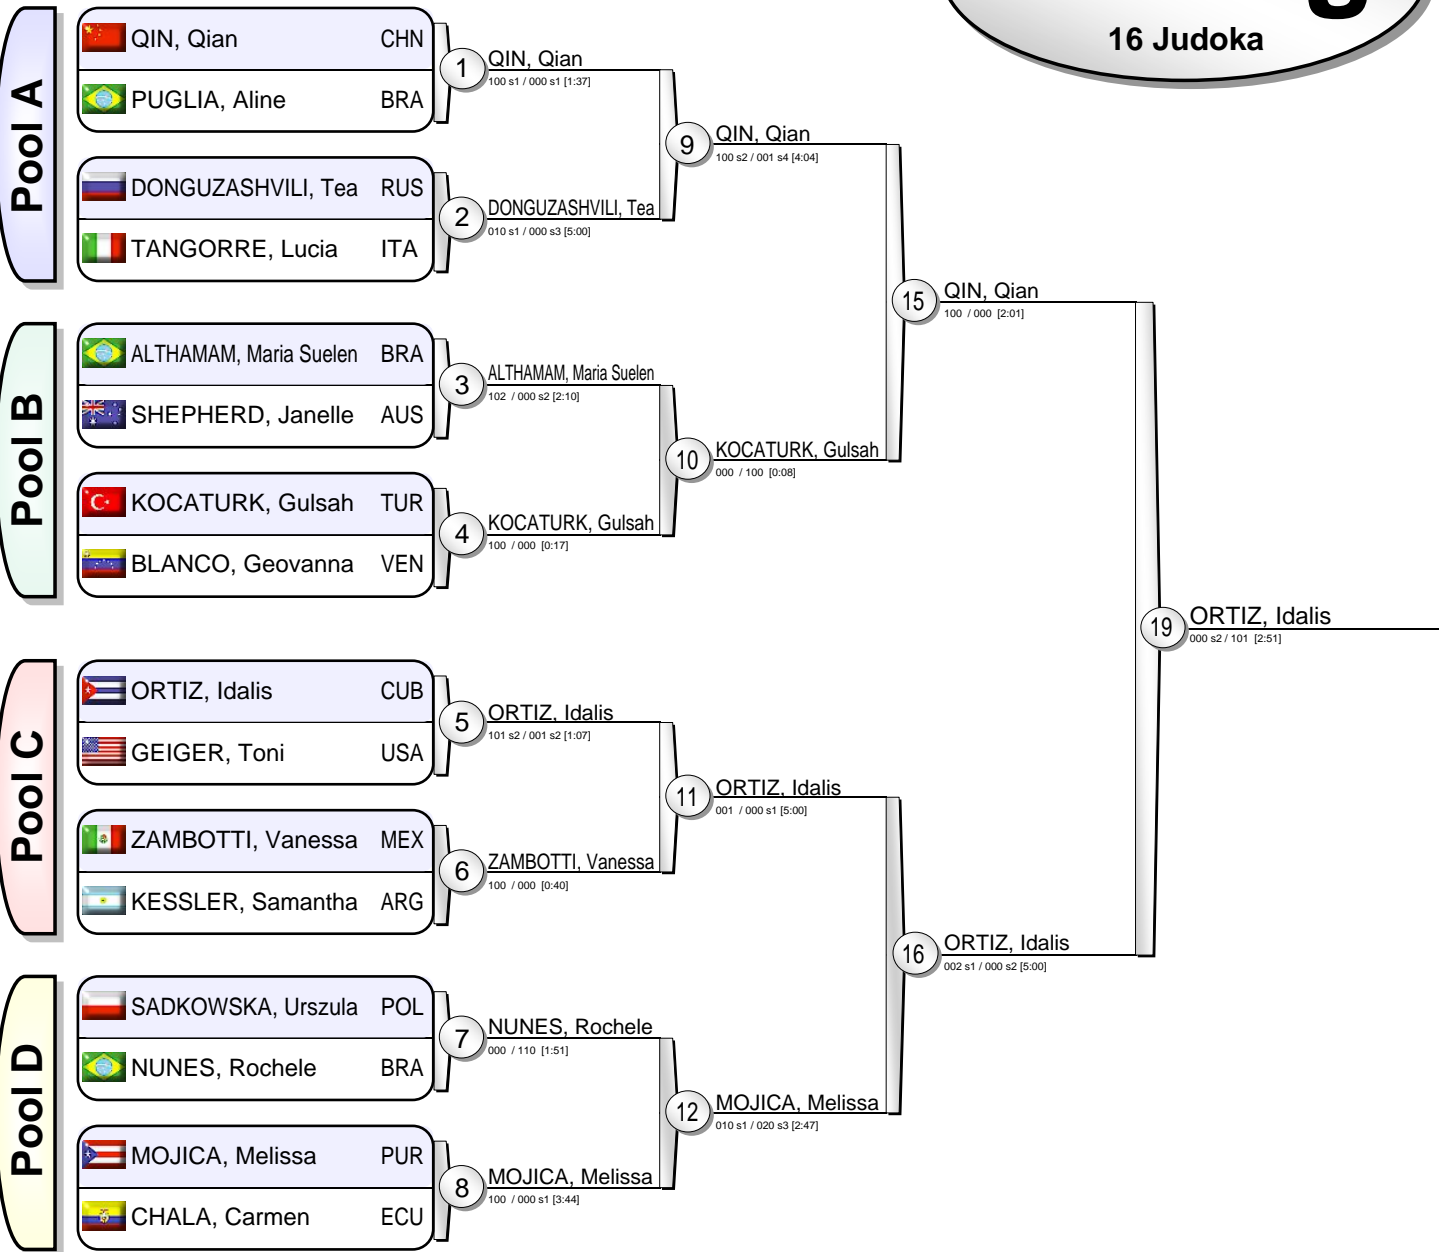 16 Judoka
Pool A
QIN, Qian CHN
PUGLIA, Aline BRA
1
QIN, Qian
100 s1 / 000 s1 [1:37]
DONGUZASHVILI, Tea RUS
TANGORRE, Lucia ITA
2
DONGUZASHVILI, Tea
010 s1 / 000 s3 [5:00]
9
QIN, Qian
100 s2 / 001 s4 [4:04]
Pool B
ALTHAMAM, Maria Suelen BRA
SHEPHERD, Janelle AUS
3
ALTHAMAM, Maria Suelen
102 / 000 s2 [2:10]
KOCATURK, Gulsah TUR
BLANCO, Geovanna VEN
4
KOCATURK, Gulsah
100 / 000 [0:17]
10
KOCATURK, Gulsah
000 / 100 [0:08]
15
QIN, Qian
100 / 000 [2:01]
Pool C
ORTIZ, Idalis CUB
GEIGER, Toni USA
5
ORTIZ, Idalis
101 s2 / 001 s2 [1:07]
ZAMBOTTI, Vanessa MEX
KESSLER, Samantha ARG
6
ZAMBOTTI, Vanessa
100 / 000 [0:40]
11
ORTIZ, Idalis
001 / 000 s1 [5:00]
Pool D
SADKOWSKA, Urszula POL
NUNES, Rochele BRA
7
NUNES, Rochele
000 / 110 [1:51]
MOJICA, Melissa PUR
CHALA, Carmen ECU
8
MOJICA, Melissa
100 / 000 s1 [3:44]
12
MOJICA, Melissa
010 s1 / 020 s3 [2:47]
16
ORTIZ, Idalis
002 s1 / 000 s2 [5:00]
19
ORTIZ, Idalis
000 s2 / 101 [2:51]